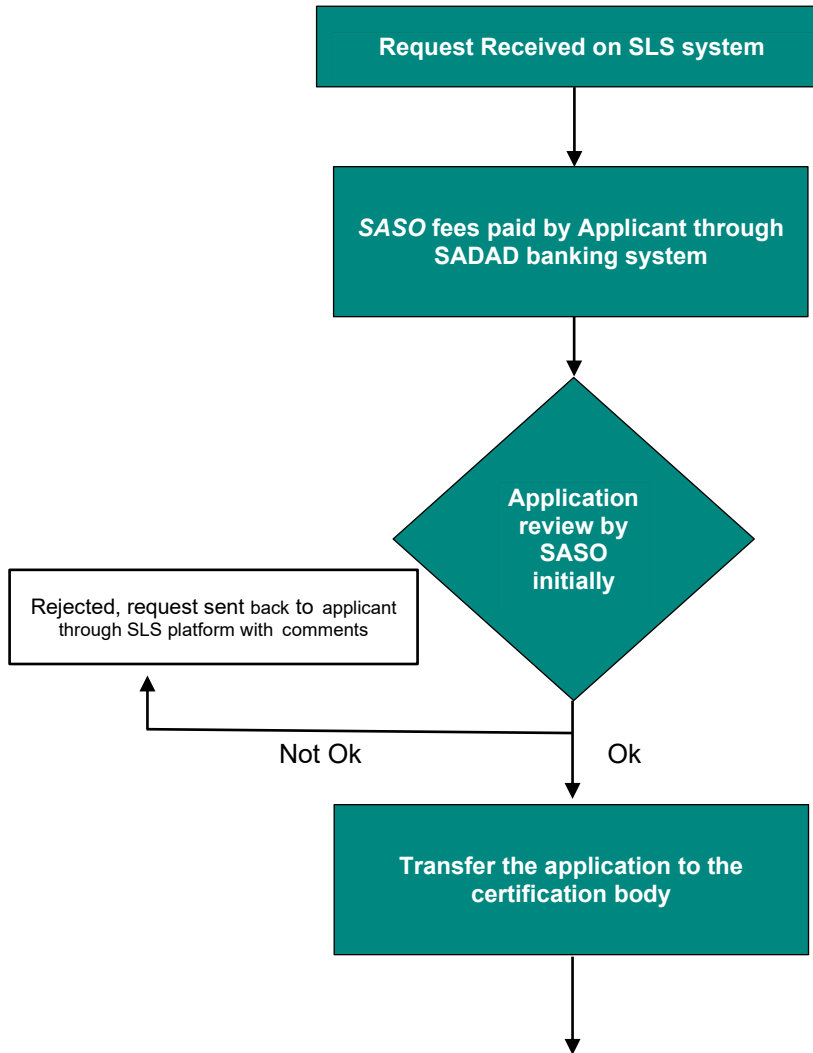 Request Received on SLS system
SASO fees paid by Applicant through
SADAD banking system
Application
review by
SASO
initially
Rejected, request sent back to applicant
through SLS platform with comments
Not Ok
Ok
Transfer the application to the
certification body